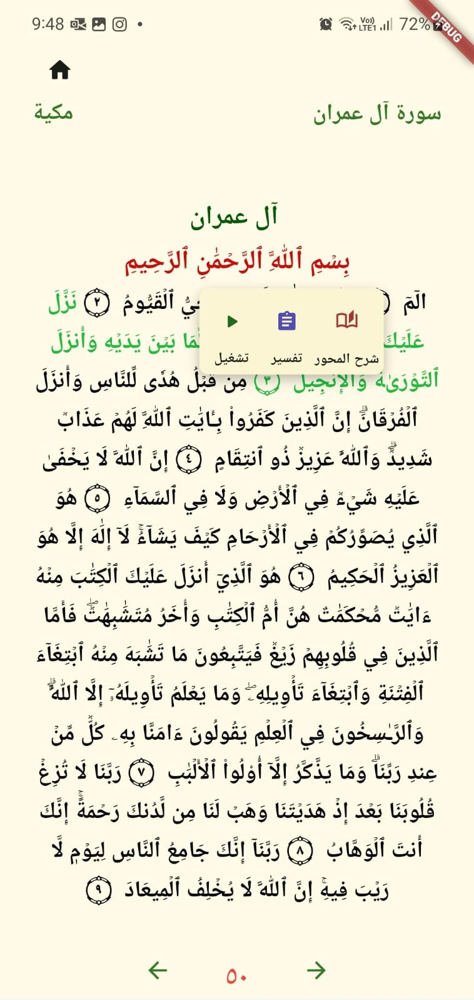 9:48
Vo)) LTE1 72%
DEBUG
سورة آل عمران
مكية
آل عمران
بِسْمِ ٱللَّهِ ٱلرَّحْمَٰنِ ٱلرَّحِيمِ
الٓمٓ ٱلْقَيُّومُ ٢ نَزَّلَ
عَلَيْكَ لِّمَا بَيْنَ يَدَيْهِ وَأَنزَلَ
شرح المحور
تفسير
تشغيل
ٱلتَّوْرَىٰةَ وَٱلْإِنجِيلَ ٣ مِن قَبْلُ هُدًى لِّلنَّاسِ وَأَنزَلَ
ٱلْفُرْقَانَۗ إِنَّ ٱلَّذِينَ كَفَرُوا۟ بِـَٔايَٰتِ ٱللَّهِ لَهُمْ عَذَابٌ
شَدِيدٌۗ وَٱللَّهُ عَزِيزٌ ذُو ٱنتِقَامٍ ٤ إِنَّ ٱللَّهَ لَا يَخْفَىٰ
عَلَيْهِ شَىْءٌ فِي ٱلْأَرْضِ وَلَا فِي ٱلسَّمَآءِ ٥ هُوَ
ٱلَّذِي يُصَوِّرُكُمْ فِي ٱلْأَرْحَامِ كَيْفَ يَشَآءُۚ لَآ إِلَٰهَ إِلَّا هُوَ
ٱلْعَزِيزُ ٱلْحَكِيمُ ٦ هُوَ ٱلَّذِيٓ أَنزَلَ عَلَيْكَ ٱلْكِتَٰبَ مِنْهُ
ءَايَٰتٌ مُّحْكَمَٰتٌ هُنَّ أُمُّ ٱلْكِتَٰبِ وَأُخَرُ مُتَشَٰبِهَٰتٌۖ فَأَمَّا
ٱلَّذِينَ فِي قُلُوبِهِمْ زَيْغٌ فَيَتَّبِعُونَ مَا تَشَٰبَهَ مِنْهُ ٱبْتِغَآءَ
ٱلْفِتْنَةِ وَٱبْتِغَآءَ تَأْوِيلِهِۦۖ وَمَا يَعْلَمُ تَأْوِيلَهُۥٓ إِلَّا ٱللَّهُۗ
وَٱلرَّٰسِخُونَ فِي ٱلْعِلْمِ يَقُولُونَ ءَامَنَّا بِهِۦ كُلٌّ مِّنْ
عِندِ رَبِّنَاۗ وَمَا يَذَّكَّرُ إِلَّآ أُو۟لُوا۟ ٱلْأَلْبَٰبِ ٧ رَبَّنَا لَا تُزِغْ
قُلُوبَنَا بَعْدَ إِذْ هَدَيْتَنَا وَهَبْ لَنَا مِن لَّدُنكَ رَحْمَةًۚ إِنَّكَ
أَنتَ ٱلْوَهَّابُ ٨ رَبَّنَآ إِنَّكَ جَامِعُ ٱلنَّاسِ لِيَوْمٍ لَّا
رَيْبَ فِيهِۚ إِنَّ ٱللَّهَ لَا يُخْلِفُ ٱلْمِيعَادَ ٩
٥٠